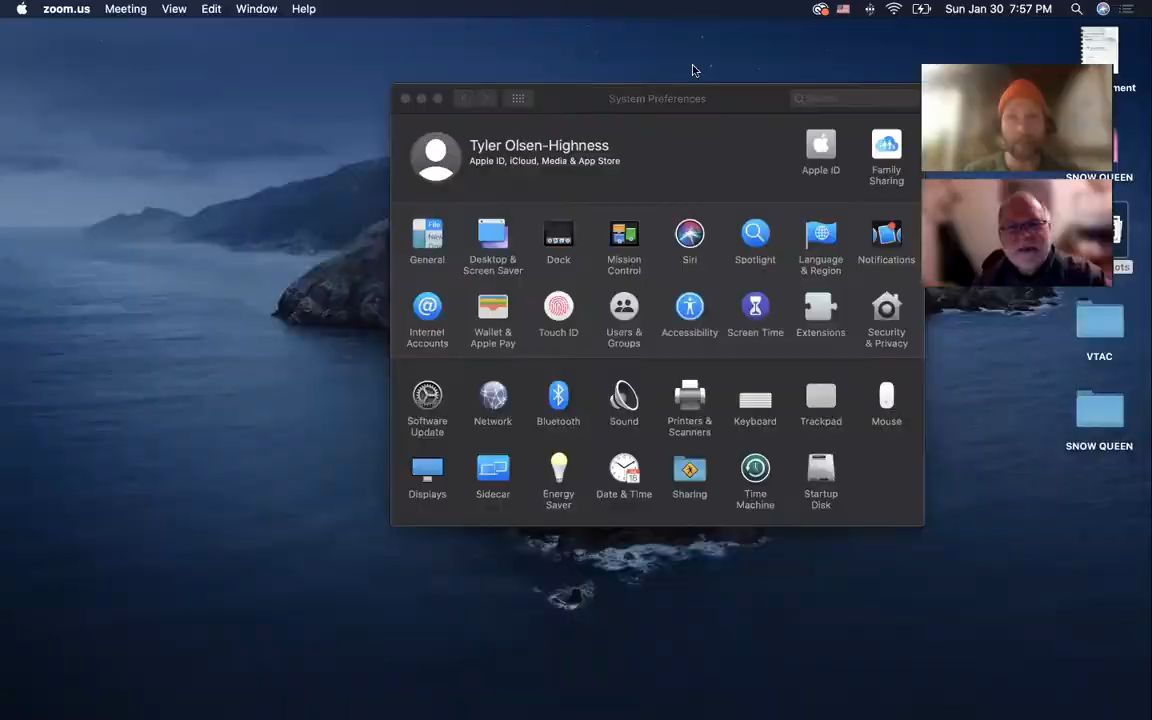 zoom.us Meeting View Edit Window Help Sun Jan 30 7:57 PM
System Preferences
Search
Tyler Olsen-Highness
Apple ID, iCloud, Media & App Store
Apple ID
Family
Sharing
General
Desktop &
Screen Saver
Dock
Mission
Control
Siri
Spotlight
Language
& Region
Notifications
Internet
Accounts
Wallet &
Apple Pay
Touch ID
Users &
Groups
Accessibility
Screen Time
Extensions
Security
& Privacy
Software
Update
Network
Bluetooth
Sound
Printers &
Scanners
Keyboard
Trackpad
Mouse
Displays
Sidecar
Energy
Saver
Date & Time
Sharing
Time
Machine
Startup
Disk
ment
SNOW QUEEN
ots
VTAC
SNOW QUEEN